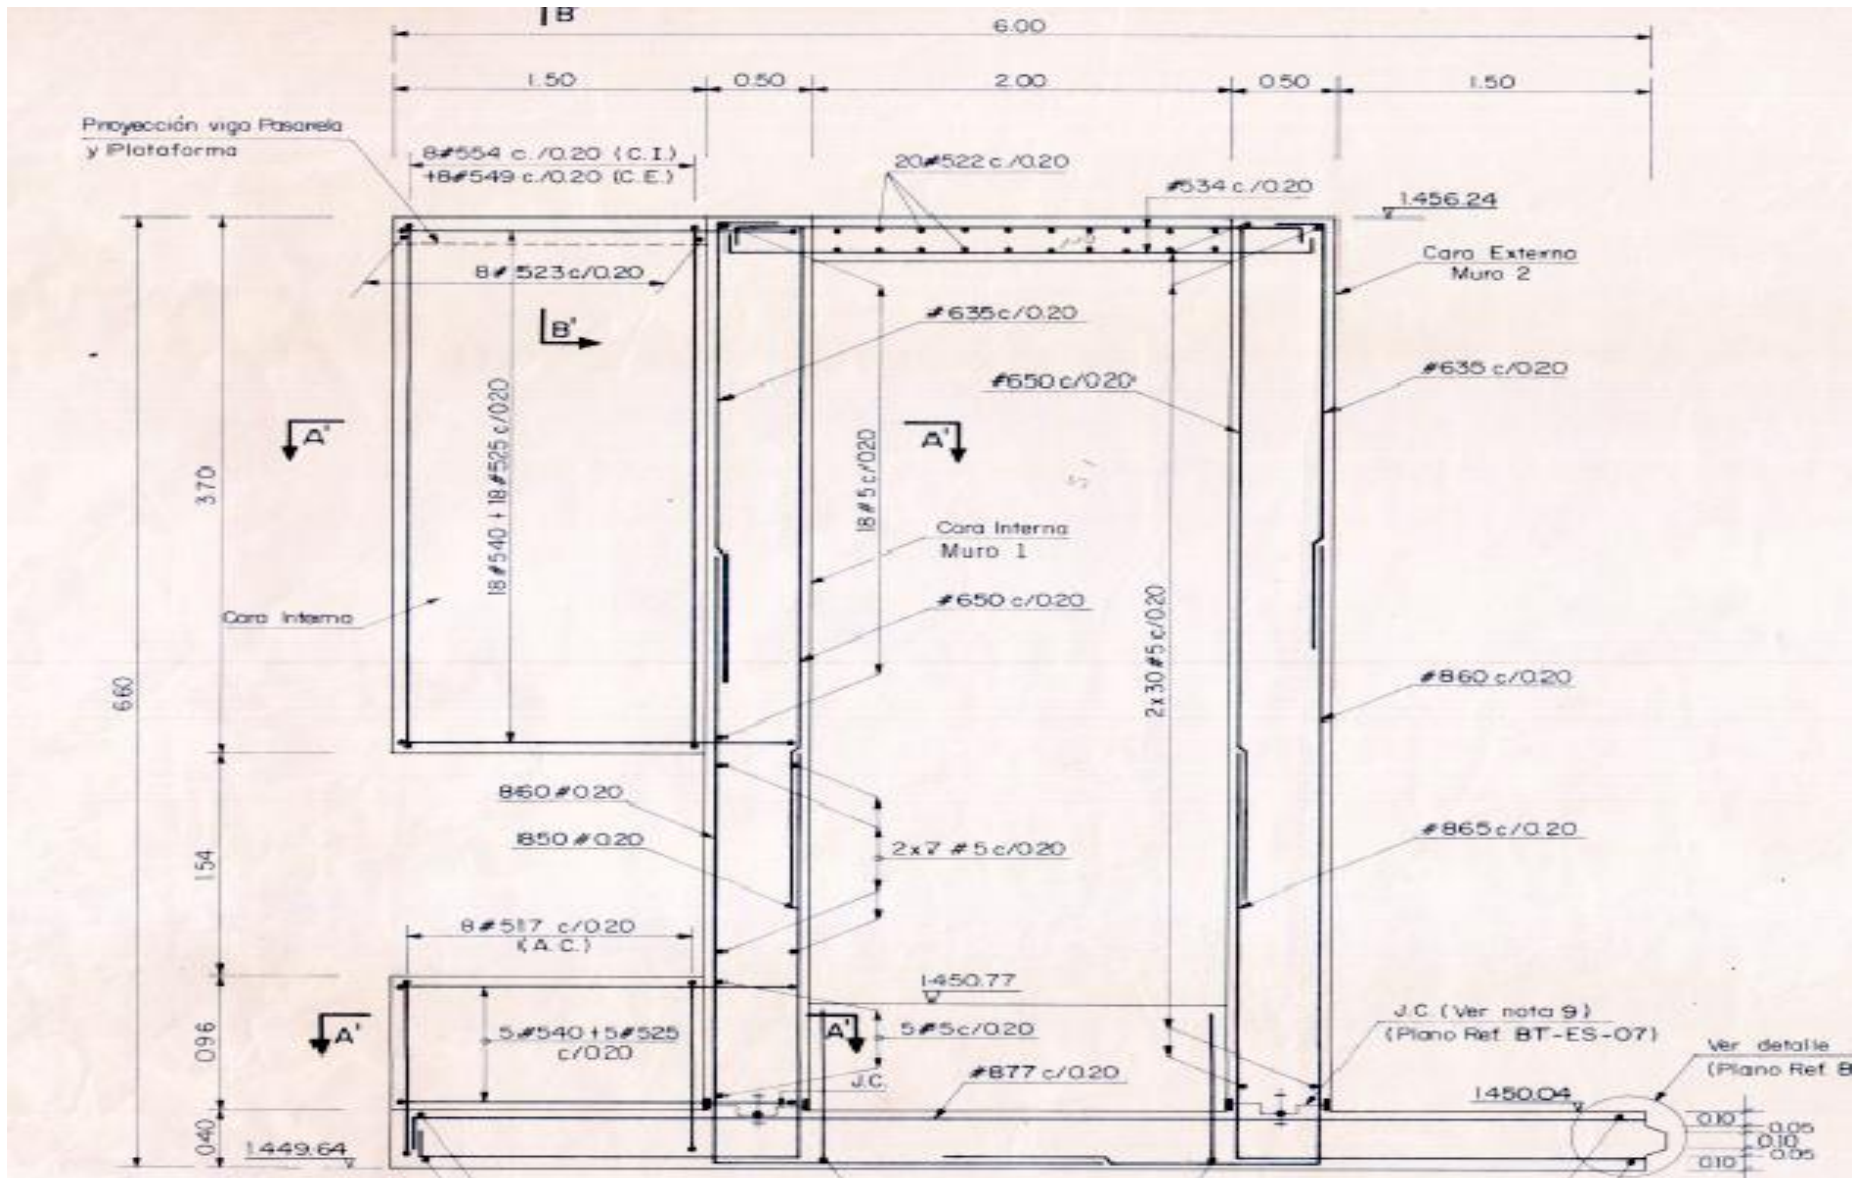 B'
6.00
1.50
0.50
2.00
0.50
1.50
Proyección viga Pasarela
y Plataforma
8#554 c./0.20 (C.I.)
+8#549 c./0.20 (C.E.)
20#522 c./0.20
#534 c/0.20
1.456.24
8#523 c/0.20
Cara Externa
Muro 2
B'
#635 c/0.20
#650 c/0.20
#635 c/0.20
A'
A'
18#540 + 18#525 c/0.20
18#5 c/0.20
370
Cara Interna
Muro 1
#650 c/0.20
Cara Interna
2x30#5 c/0.20
660
#860 c/0.20
860#0.20
850#0.20
#865 c/0.20
2x7 #5 c/0.20
154
8#517 c/0.20
(A.C.)
1.450.77
A'
5#540 + 5#525
c/0.20
A'
5#5 c/0.20
J.C. (Ver nota 9)
(Plano Ref. BT-ES-07)
Ver detalle
(Plano Ref. B
096
J.C.
#877 c/0.20
1450.04
040
1.449.64
0.10
0.05
0.10
0.05
0.10